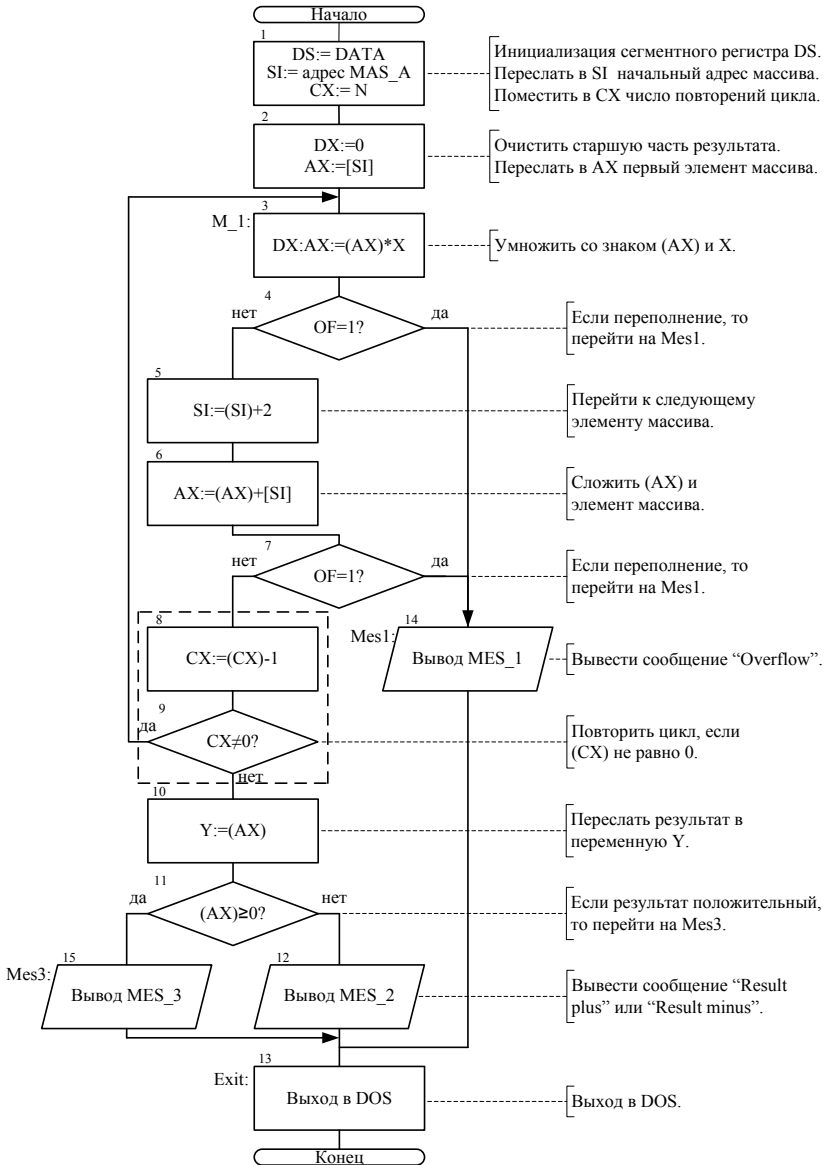 Начало
1
DS:= DATA
SI:= адрес MAS_A
CX:= N
Инициализация сегментного регистра DS.
Переслать в SI начальный адрес массива.
Поместить в CX число повторений цикла.
2
DX:=0
AX:=[SI]
Очистить старшую часть результата.
Переслать в AX первый элемент массива.
3
M_1:
DX:AX:=(AX)*X
Умножить со знаком (AX) и X.
4
нет
OF=1?
да
Если переполнение, то
перейти на Mes1.
5
SI:=(SI)+2
Перейти к следующему
элементу массива.
6
AX:=(AX)+[SI]
Сложить (AX) и
элемент массива.
7
нет
OF=1?
да
Если переполнение, то
перейти на Mes1.
8
CX:=(CX)-1
14
Mes1:
Вывод MES_1
Вывести сообщение “Overflow”.
9
да
CX≠0?
нет
Повторить цикл, если
(CX) не равно 0.
10
Y:=(AX)
Переслать результат в
переменную Y.
11
да
(AX)≥0?
нет
Если результат положительный,
то перейти на Mes3.
15
Mes3:
Вывод MES_3
12
Вывод MES_2
Вывести сообщение “Result
plus” или “Result minus”.
13
Exit:
Выход в DOS
Выход в DOS.
Конец